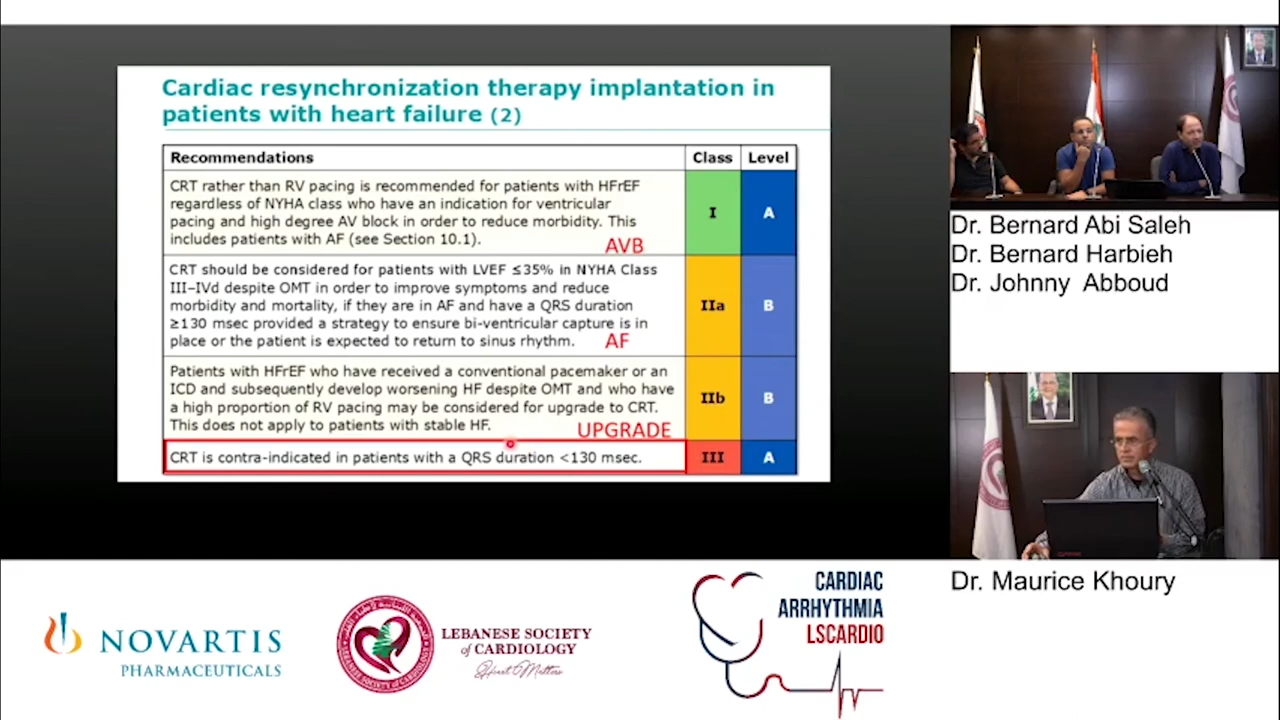 Cardiac resynchronization therapy implantation in
patients with heart failure (2)
Recommendations Class Level
CRT rather than RV pacing is recommended for patients with HFrEF
regardless of NYHA class who have an indication for ventricular
pacing and high degree AV block in order to reduce morbidity. This
includes patients with AF (see Section 10.1).
AVB
I A
CRT should be considered for patients with LVEF ≤35% in NYHA Class
III–IVd despite OMT in order to improve symptoms and reduce
morbidity and mortality, if they are in AF and have a QRS duration
≥130 msec provided a strategy to ensure bi-ventricular capture is in
place or the patient is expected to return to sinus rhythm.
AF
IIa B
Patients with HFrEF who have received a conventional pacemaker or an
ICD and subsequently develop worsening HF despite OMT and who have
a high proportion of RV pacing may be considered for upgrade to CRT.
This does not apply to patients with stable HF.
UPGRADE
IIb B
CRT is contra-indicated in patients with a QRS duration <130 msec.
III A
Dr. Bernard Abi Saleh
Dr. Bernard Harbieh
Dr. Johnny Abboud
Dr. Maurice Khoury
NOVARTIS
PHARMACEUTICALS
LEBANESE SOCIETY
of CARDIOLOGY
Heart Matters
LEBANESE SOCIETY OF CARDIOLOGY
CARDIAC
ARRHYTHMIA
LSCARDIO